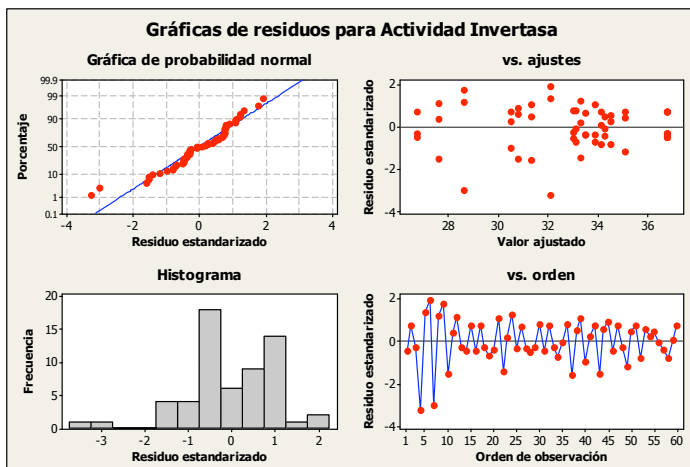 Gráficas de residuos para Actividad Invertasa
Gráfica de probabilidad normal
Porcentaje
99.9
99
90
50
10
1
0.1
-4 -2 0 2 4
Residuo estandarizado
vs. ajustes
Residuo estandarizado
2
0
-2
-4
28 30 32 34 36
Valor ajustado
Histograma
Frecuencia
20
15
10
5
0
-3 -2 -1 0 1 2
Residuo estandarizado
vs. orden
Residuo estandarizado
2
0
-2
-4
1 5 10 15 20 25 30 35 40 45 50 55 60
Orden de observación